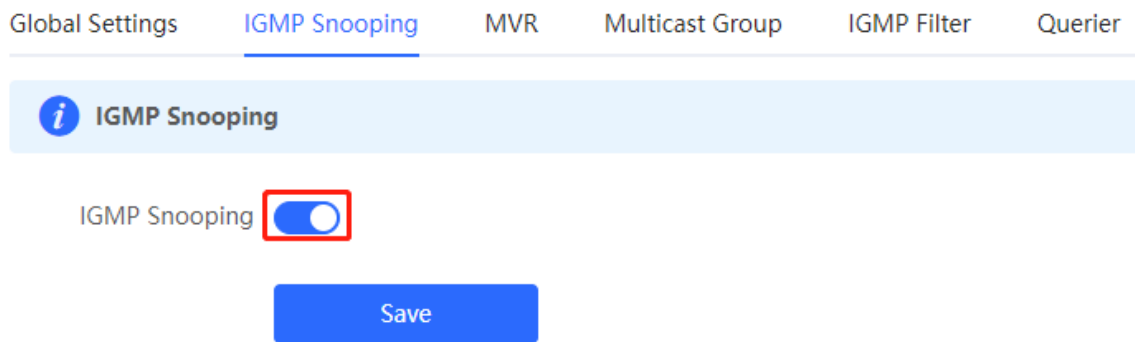 Global Settings IGMP Snooping MVR Multicast Group IGMP Filter Querier
i IGMP Snooping
IGMP Snooping
Save